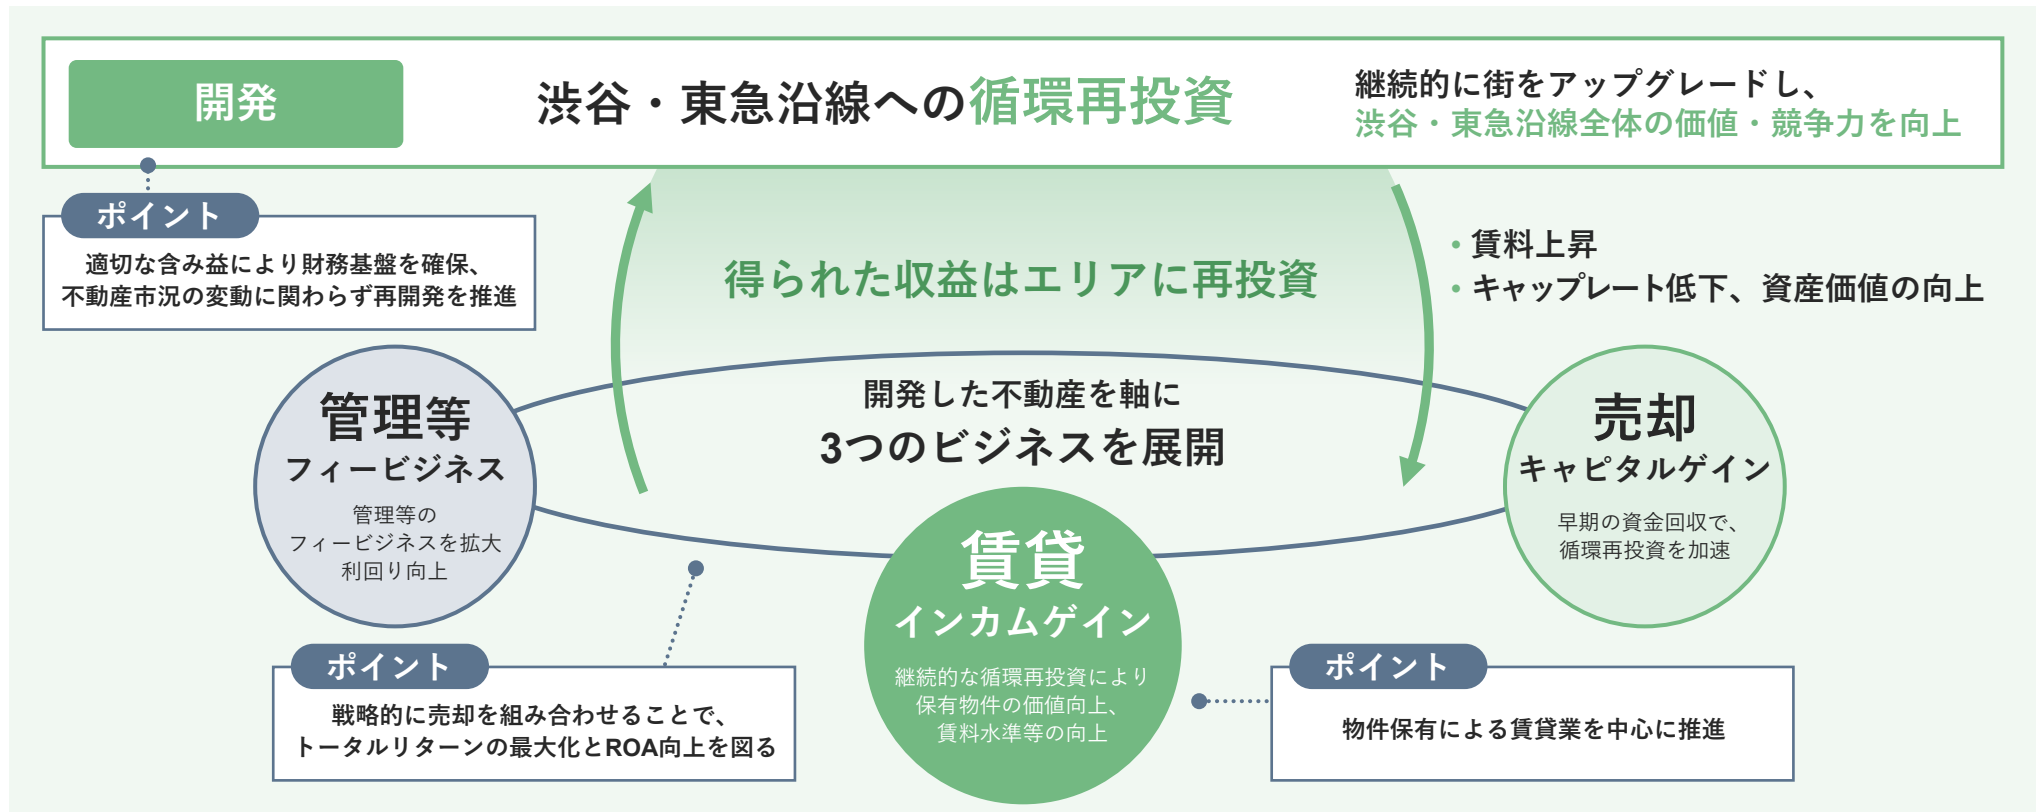 開発
渋谷・東急沿線への循環再投資
継続的に街をアップグレードし、
渋谷・東急沿線全体の価値・競争力を向上
ポイント
適切な含み益により財務基盤を確保、
不動産市況の変動に関わらず再開発を推進
得られた収益はエリアに再投資
・賃料上昇
・キャップレート低下、資産価値の向上
開発した不動産を軸に
3つのビジネスを展開
管理等
フィービジネス
管理等の
フィービジネスを拡大
利回り向上
賃貸
インカムゲイン
継続的な循環再投資により
保有物件の価値向上、
賃料水準等の向上
売却
キャピタルゲイン
早期の資金回収で、
循環再投資を加速
ポイント
戦略的に売却を組み合わせることで、
トータルリターンの最大化とROA向上を図る
ポイント
物件保有による賃貸業を中心に推進